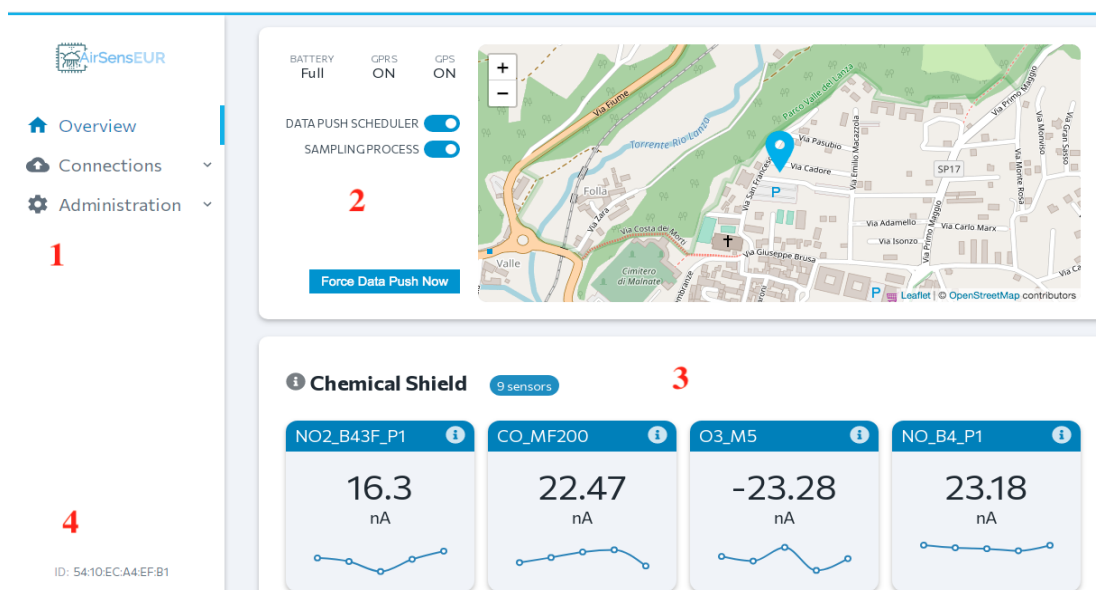 AirSensEUR
Overview
Connections
Administration
1
4
ID: 54:10:EC:A4:EF:B1
BATTERY GPRS GPS
Full ON ON
DATA PUSH SCHEDULER
SAMPLING PROCESS
2
Force Data Push Now
+
−
Via Fiume
Torrente Rio Lanza
Parco Valle del Lanza
Via Primo Maggio
Via Gran Sasso
Via Monviso
Via Monte Rosa
Via Pasubio
Via Emilio Macazzola
Via Cadore
SP17
Via San Francesco
P
Folla
Via Zara
Via Costa dei Morti
Via Adamello
Via Carlo Marx
Via Isonzo
Via Primo Maggio
Via Giuseppe Brusa
Valle
Cimitero
di Malnate
P
Leaflet | © OpenStreetMap contributors
Chemical Shield 9 sensors
3
NO2_B43F_P1
16.3
nA
CO_MF200
22.47
nA
O3_M5
-23.28
nA
NO_B4_P1
23.18
nA